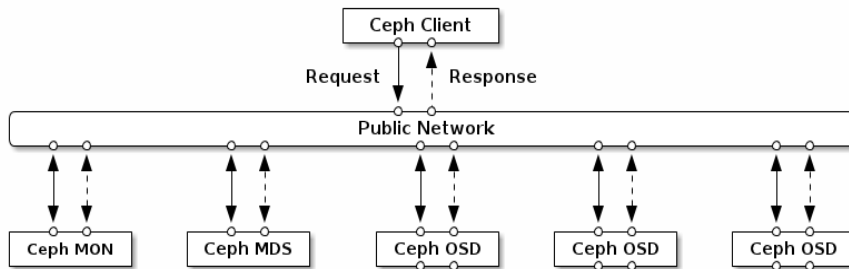 Ceph Client
Request Response
Public Network
Ceph MON Ceph MDS Ceph OSD Ceph OSD Ceph OSD